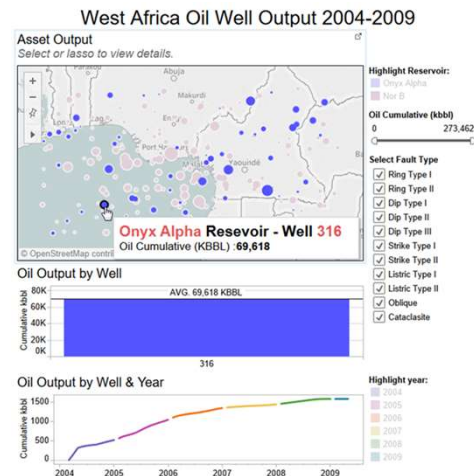 West Africa Oil Well Output 2004-2009
Asset Output
Select or lasso to view details.
Abuja
Makurdi
Yaoundé
Onyx Alpha Resevoir - Well 316
Oil Cumulative (KBBL) :69,618
© OpenStreetMap contri
Highlight Reservoir:
Onyx Alpha
Nor B
Oil Cumulative (kbbl)
0 273,462
Select Fault Type
Ring Type I
Ring Type II
Dip Type I
Dip Type II
Dip Type III
Strike Type I
Strike Type II
Listric Type I
Listric Type II
Oblique
Cataclasite
Oil Output by Well
Cumulative kbbl
80K
60K
40K
20K
0K
AVG. 69,618 KBBL
316
Oil Output by Well & Year
Cumulative kbbl
1500
1000
500
0
2004 2005 2006 2007 2008 2009
Highlight year:
2004
2005
2006
2007
2008
2009